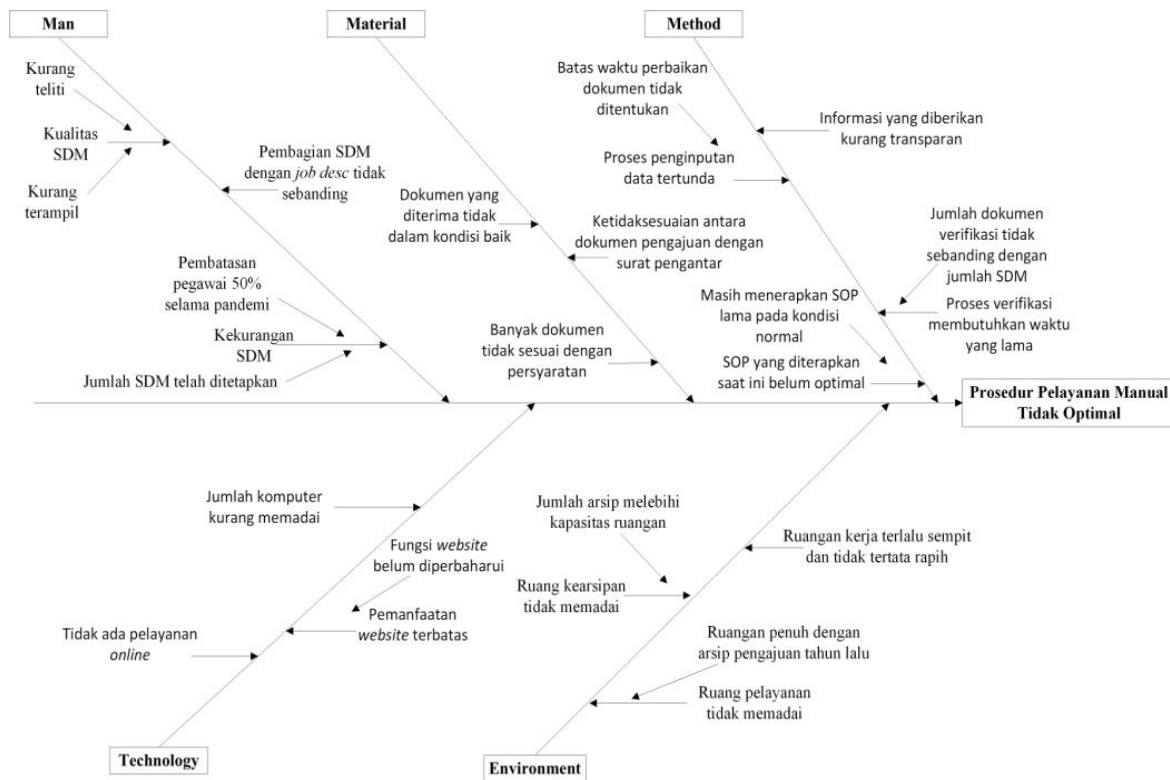 Man
Material
Method
Kurang
teliti
Kualitas
SDM
Kurang
terampil
Pembagian SDM
dengan job desc tidak
sebanding
Pembatasan
pegawai 50%
selama pandemi
Kekurangan
SDM
Jumlah SDM telah ditetapkan
Dokumen yang
diterima tidak
dalam kondisi baik
Ketidaksesuaian antara
dokumen pengajuan dengan
surat pengantar
Banyak dokumen
tidak sesuai dengan
persyaratan
Batas waktu perbaikan
dokumen tidak
ditentukan
Proses penginputan
data tertunda
Informasi yang diberikan
kurang transparan
Jumlah dokumen
verifikasi tidak
sebanding dengan
jumlah SDM
Proses verifikasi
membutuhkan waktu
yang lama
Masih menerapkan SOP
lama pada kondisi
normal
SOP yang diterapkan
saat ini belum optimal
Prosedur Pelayanan Manual
Tidak Optimal
Jumlah komputer
kurang memadai
Fungsi website
belum diperbaharui
Pemanfaatan
website terbatas
Tidak ada pelayanan
online
Jumlah arsip melebihi
kapasitas ruangan
Ruang kearsipan
tidak memadai
Ruangan kerja terlalu sempit
dan tidak tertata rapih
Ruangan penuh dengan
arsip pengajuan tahun lalu
Ruang pelayanan
tidak memadai
Technology
Environment